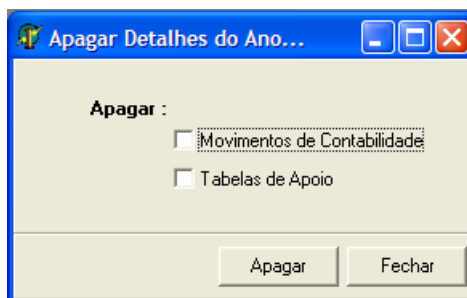 Apagar Detalhes do Ano...
Apagar :
Movimentos de Contabilidade
Tabelas de Apoio
Apagar Fechar